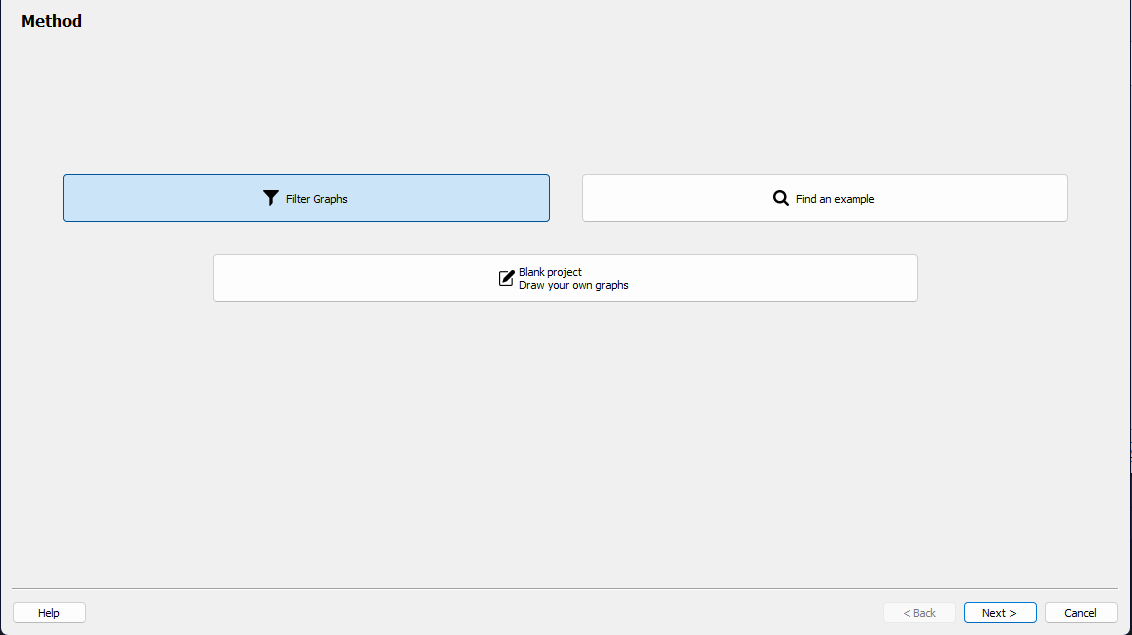 Method
Filter Graphs
Find an example
Blank project
Draw your own graphs
Help
< Back
Next >
Cancel